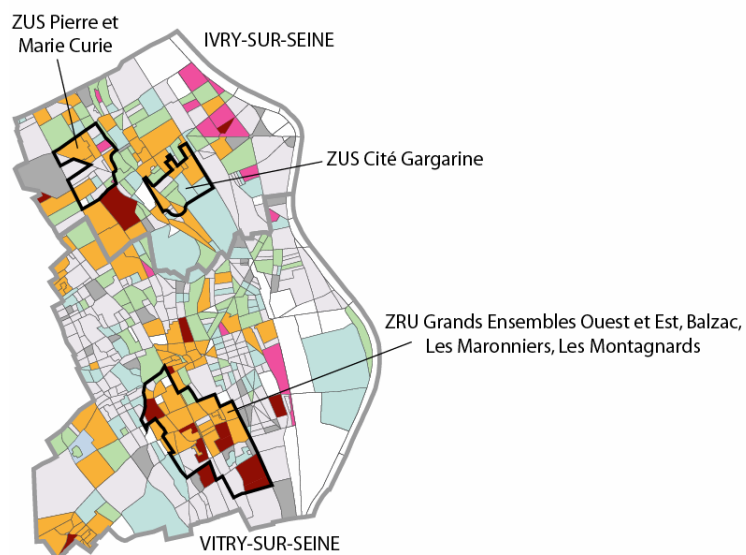 ZUS Pierre et
Marie Curie
IVRY-SUR-SEINE
ZUS Cité Gargarine
ZRU Grands Ensembles Ouest et Est, Balzac,
Les Maronniers, Les Montagnards
VITRY-SUR-SEINE